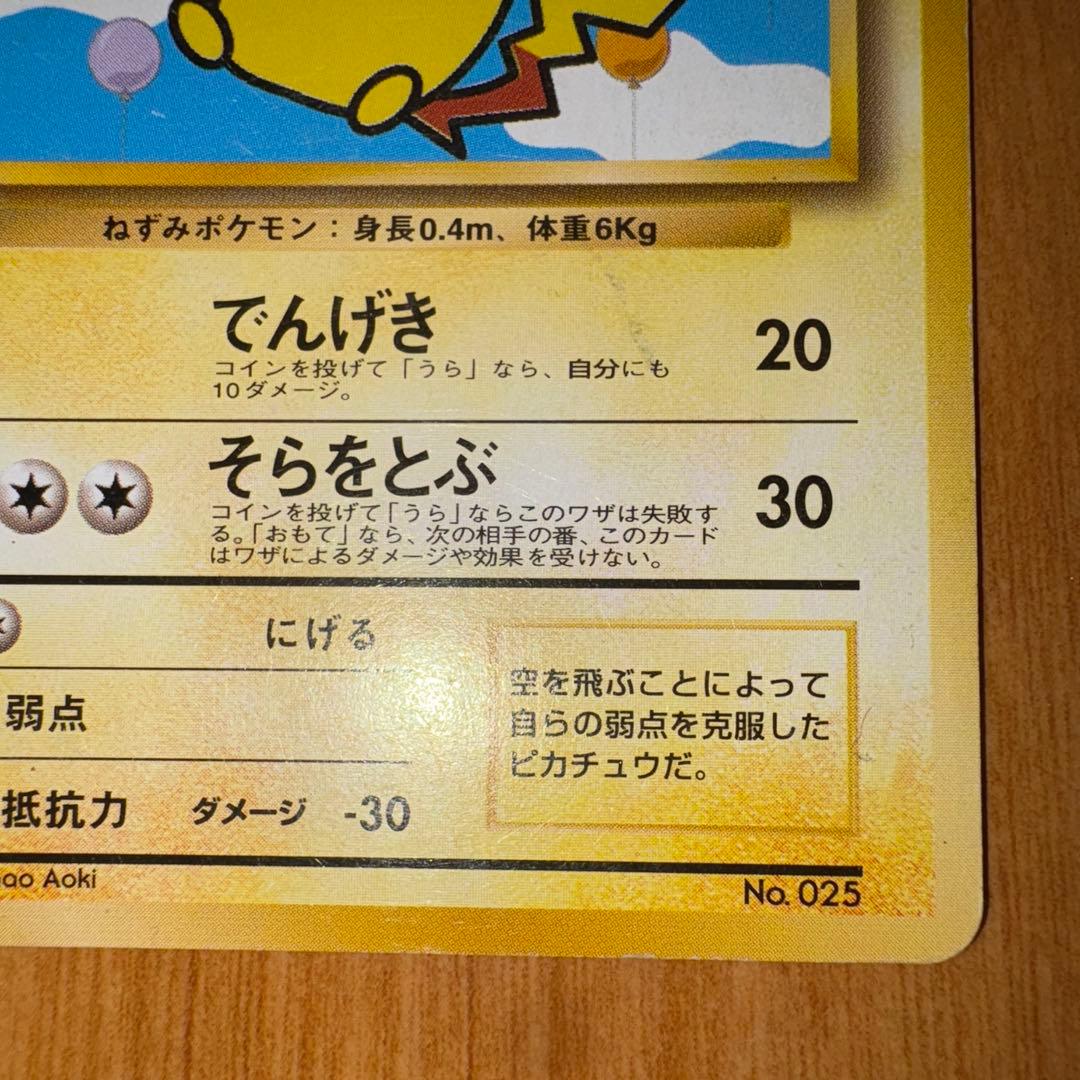 ねずみポケモン：身長0.4m、体重6Kg
でんげき 20
コインを投げて「うら」なら、自分にも
10ダメージ。
そらをとぶ 30
コインを投げて「うら」ならこのワザは失敗す
る。「おもて」なら、次の相手の番、このカード
はワザによるダメージや効果を受けない。
にげる
弱点
抵抗力 ダメージ -30
空を飛ぶことによって
自らの弱点を克服した
ピカチュウだ。
Aoki
No. 025